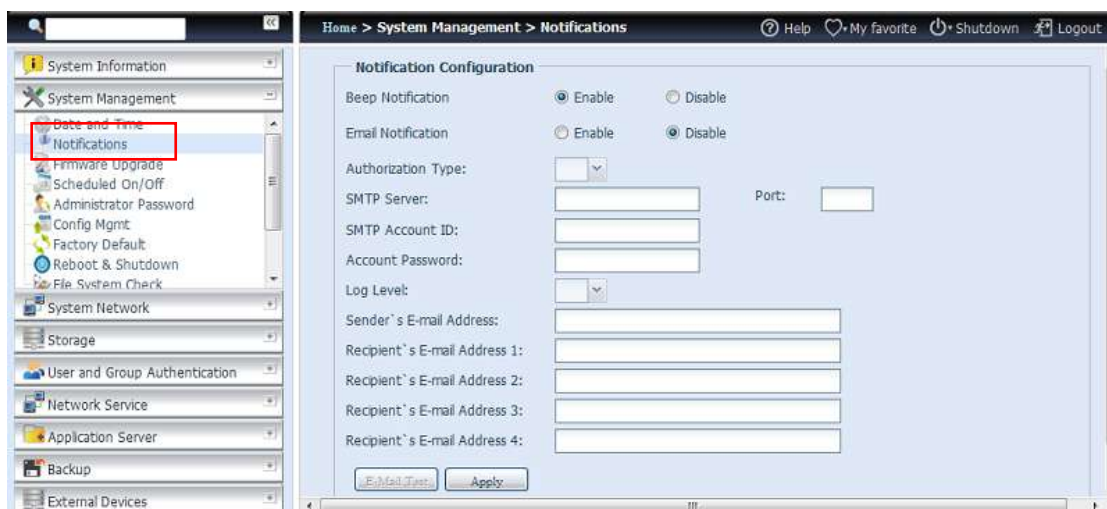 Home > System Management > Notifications
Help My favorite Shutdown Logout
System Information
System Management
Date and Time
Notifications
Firmware Upgrade
Scheduled On/Off
Administrator Password
Config Mgmt
Factory Default
Reboot & Shutdown
File System Check
System Network
Storage
User and Group Authentication
Network Service
Application Server
Backup
External Devices
Notification Configuration
Beep Notification Enable Disable
Email Notification Enable Disable
Authorization Type:
SMTP Server: Port:
SMTP Account ID:
Account Password:
Log Level:
Sender`s E-mail Address:
Recipient`s E-mail Address 1:
Recipient`s E-mail Address 2:
Recipient`s E-mail Address 3:
Recipient`s E-mail Address 4:
E-Mail Test Apply